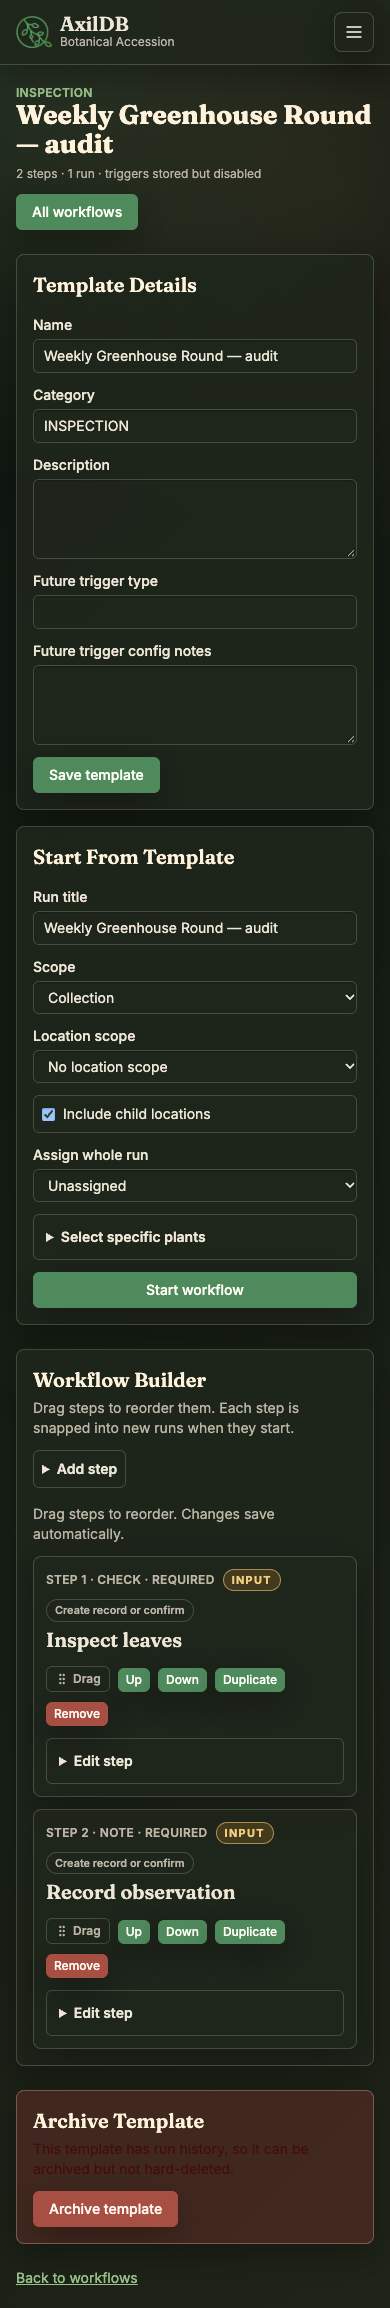 AxilDB
Botanical Accession
INSPECTION
Weekly Greenhouse Round
— audit
2 steps · 1 run · triggers stored but disabled
All workflows
Template Details
Name
Weekly Greenhouse Round — audit
Category
INSPECTION
Description
Future trigger type
Future trigger config notes
Save template
Start From Template
Run title
Weekly Greenhouse Round — audit
Scope
Collection
Location scope
No location scope
Include child locations
Assign whole run
Unassigned
Select specific plants
Start workflow
Workflow Builder
Drag steps to reorder them. Each step is
snapped into new runs when they start.
Add step
Drag steps to reorder. Changes save
automatically.
STEP 1 · CHECK · REQUIRED INPUT
Create record or confirm
Inspect leaves
Drag Up Down Duplicate
Remove
Edit step
STEP 2 · NOTE · REQUIRED INPUT
Create record or confirm
Record observation
Drag Up Down Duplicate
Remove
Edit step
Archive Template
This template has run history, so it can be
archived but not hard-deleted.
Archive template
Back to workflows